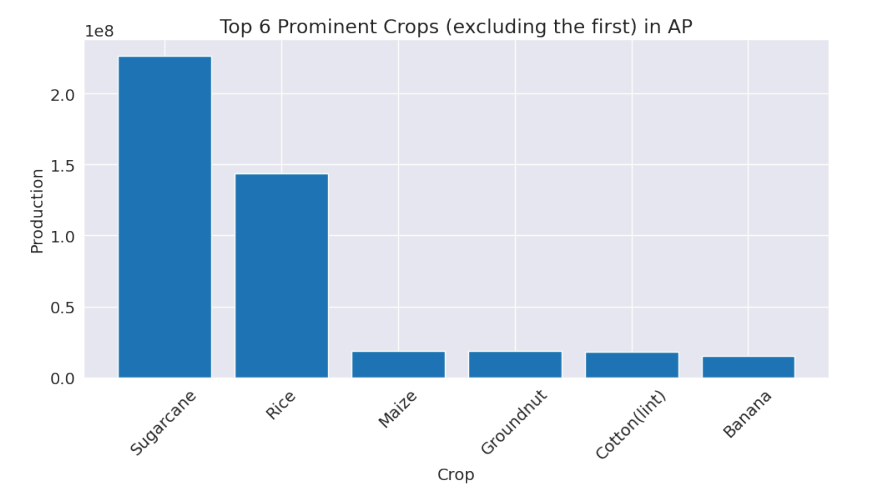 Top 6 Prominent Crops (excluding the first) in AP
1e8
2.0
1.5
1.0
0.5
0.0
Production
Sugarcane
Rice
Maize
Groundnut
Cotton(lint)
Banana
Crop